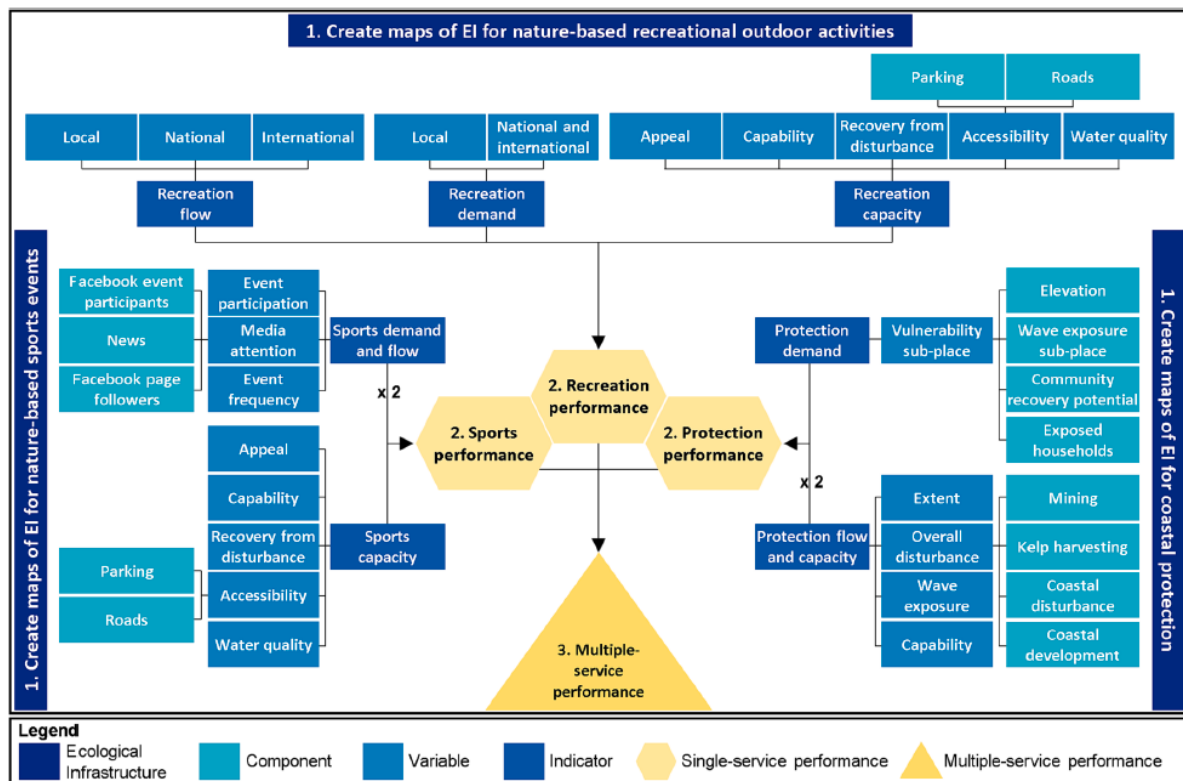 1. Create maps of EI for nature-based recreational outdoor activities
Parking
Roads
Local
National
International
Local
National and
international
Appeal
Capability
Recovery from
disturbance
Accessibility
Water quality
Recreation
flow
Recreation
demand
Recreation
capacity
1. Create maps of EI for nature-based sports events
Facebook event
participants
News
Facebook page
followers
Event
participation
Media
attention
Event
frequency
Sports demand
and flow
x 2
Appeal
Capability
Recovery from
disturbance
Accessibility
Water quality
Parking
Roads
Sports
capacity
2. Sports
performance
2. Recreation
performance
2. Protection
performance
3. Multiple-
service
performance
Protection
demand
Vulnerability
sub-place
Elevation
Wave exposure
sub-place
Community
recovery potential
Exposed
households
x 2
Protection flow
and capacity
Extent
Overall
disturbance
Wave
exposure
Capability
Mining
Kelp harvesting
Coastal
disturbance
Coastal
development
1. Create maps of EI for coastal
protection
Legend
Ecological
Infrastructure
Component
Variable
Indicator
Single-service performance
Multiple-service performance